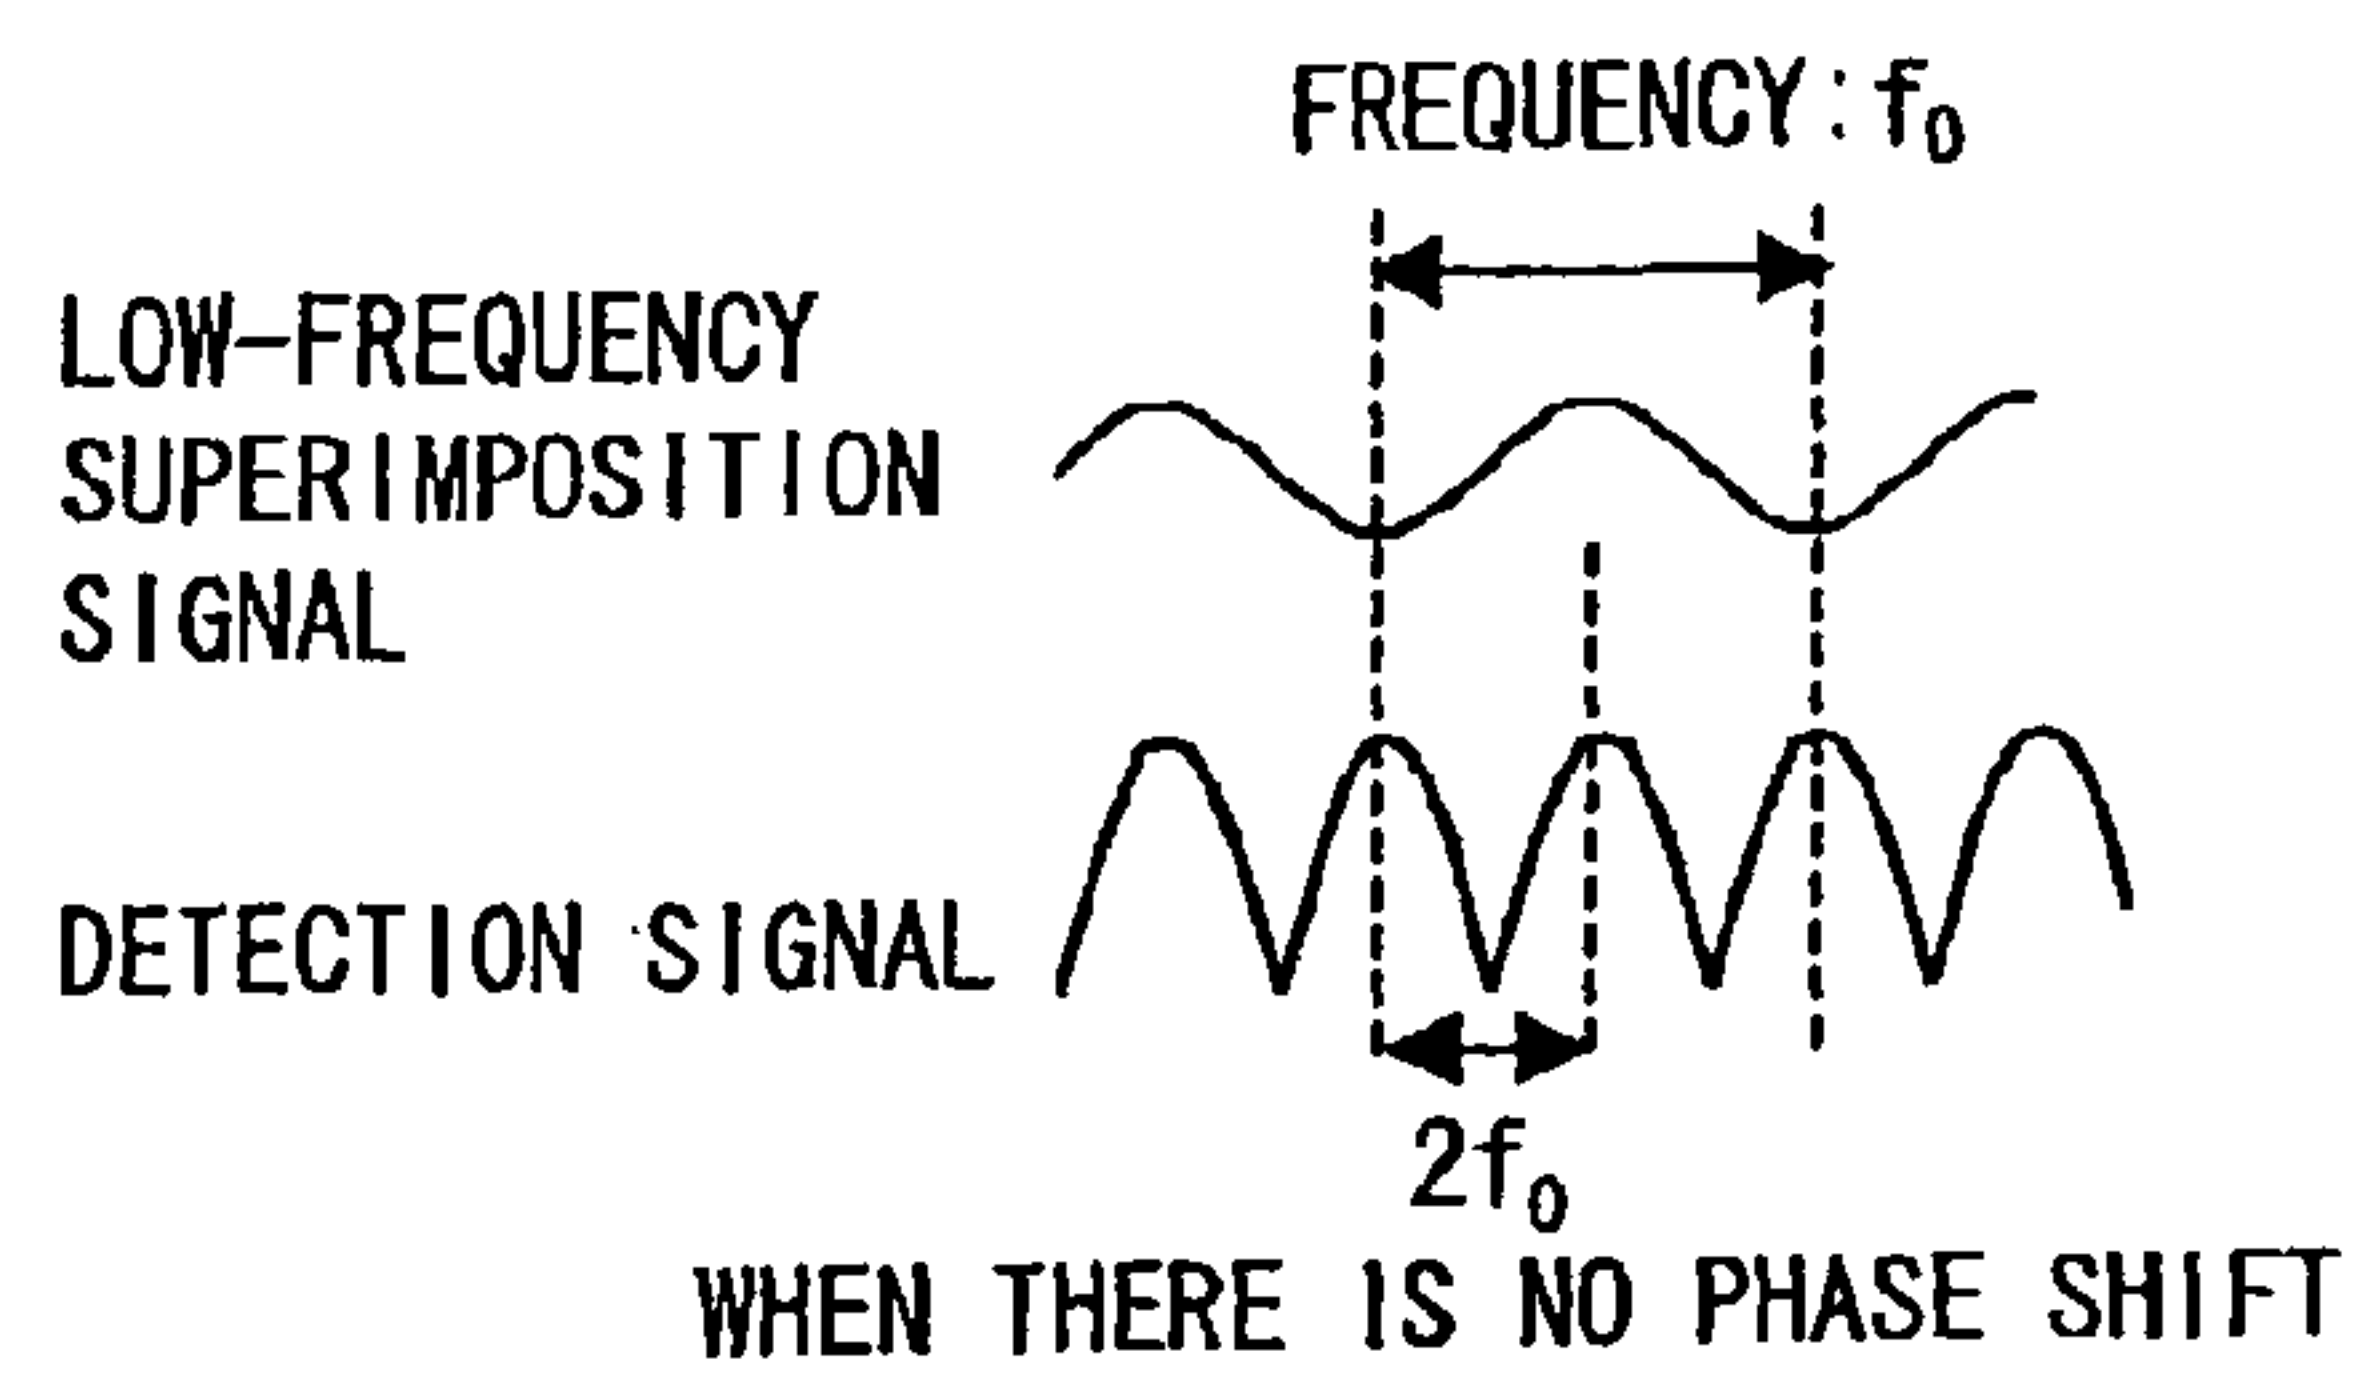 FREQUENCY: f₀
LOW-FREQUENCY
SUPERIMPOSITION
SIGNAL
DETECTION SIGNAL
2f₀
WHEN THERE IS NO PHASE SHIFT